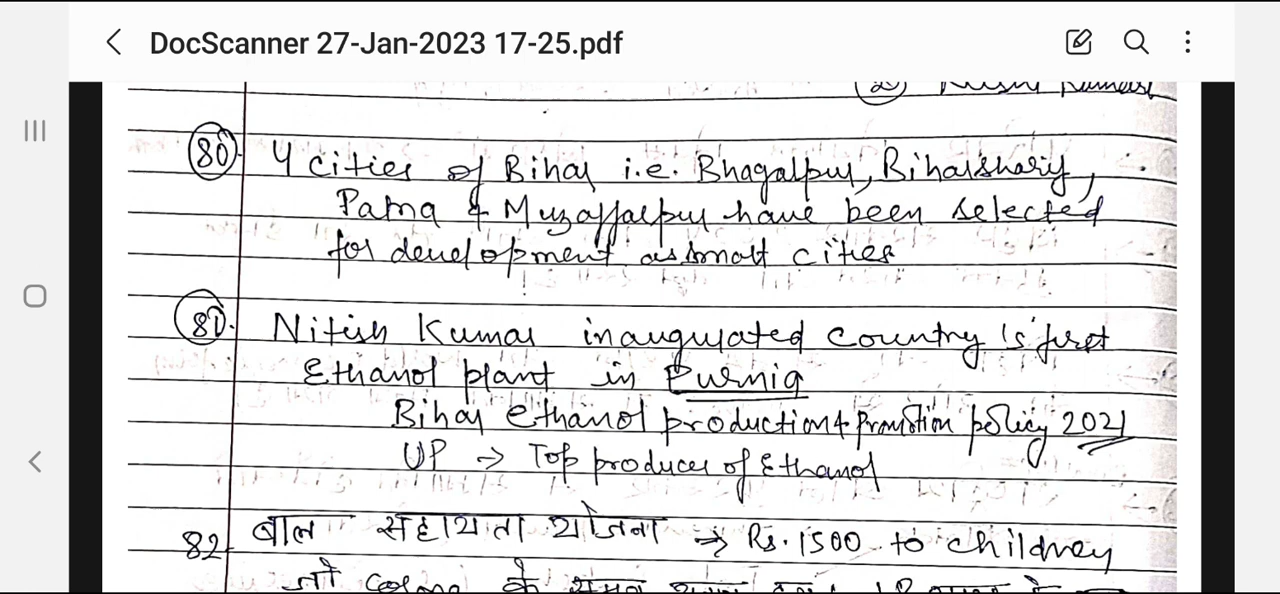 DocScanner 27-Jan-2023 17-25.pdf
80. 4 cities of Bihar i.e. Bhagalpur, Biharsharif,
Patna & Muzaffarpur have been selected
for development as smart cities
81. Nitish Kumar inaugurated country's first
Ethanol plant in Purnia
Bihar ethanol production & promotion policy 2021
UP → Top producer of Ethanol
82. बाल सहायता योजना → Rs. 1500 to children
जो corona के